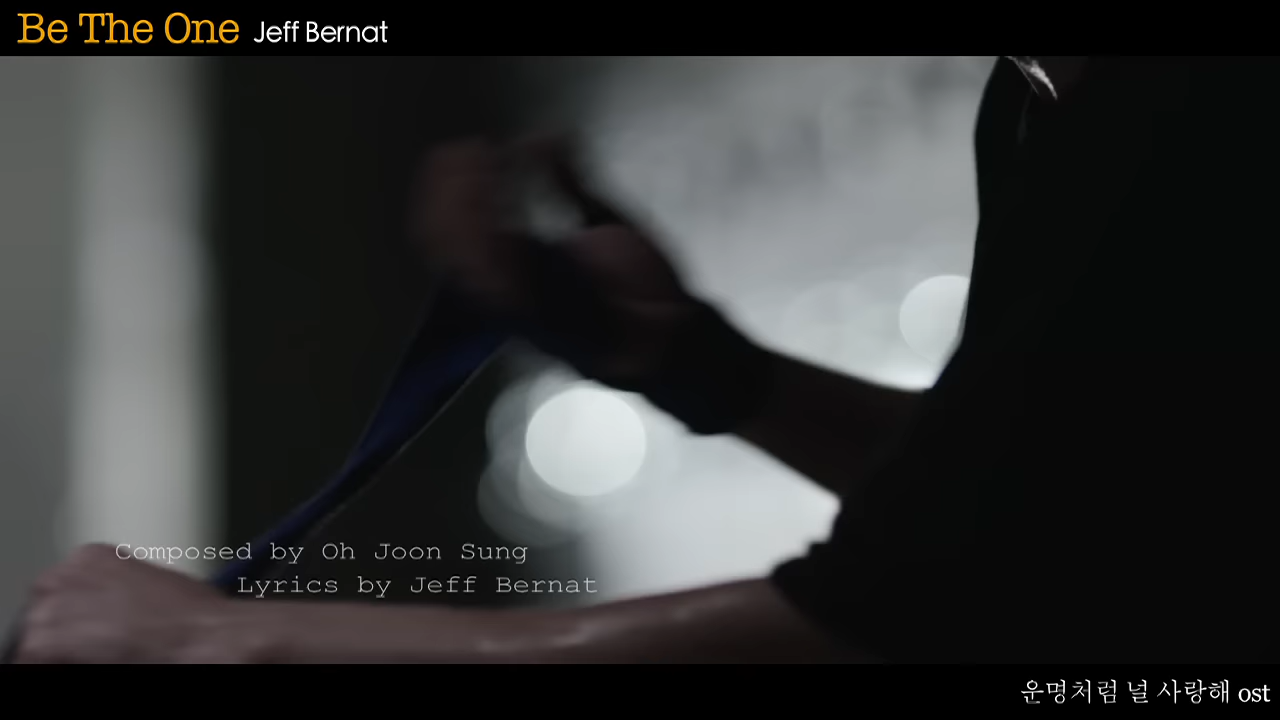 Be The One Jeff Bernat
Composed by Oh Joon Sung
Lyrics by Jeff Bernat
운명처럼 널 사랑해 ost